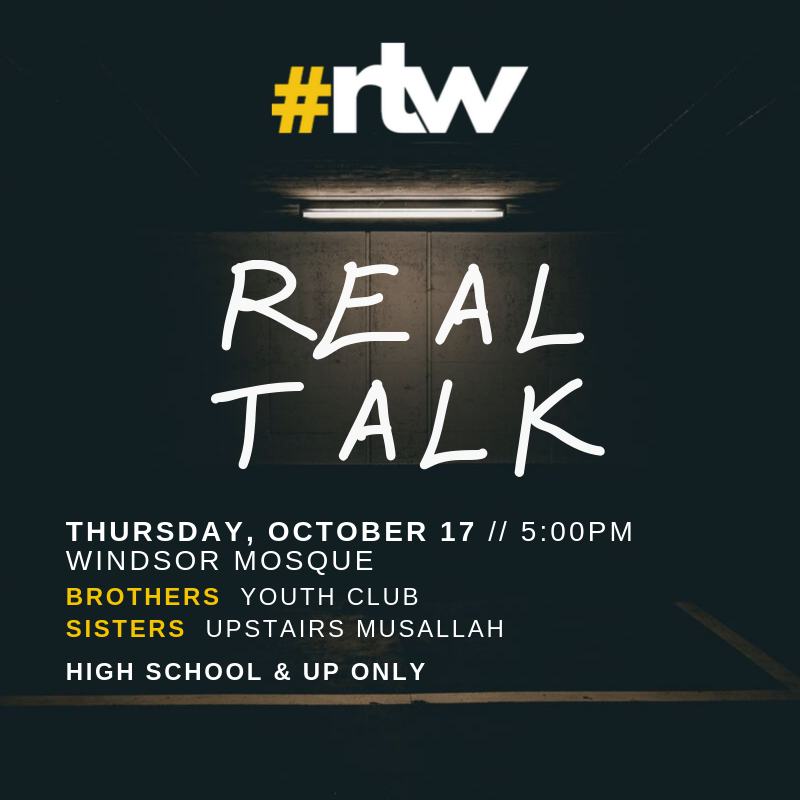 #rtw
REAL
TALK
THURSDAY, OCTOBER 17 // 5:00PM
WINDSOR MOSQUE
BROTHERS YOUTH CLUB
SISTERS UPSTAIRS MUSALLAH
HIGH SCHOOL & UP ONLY